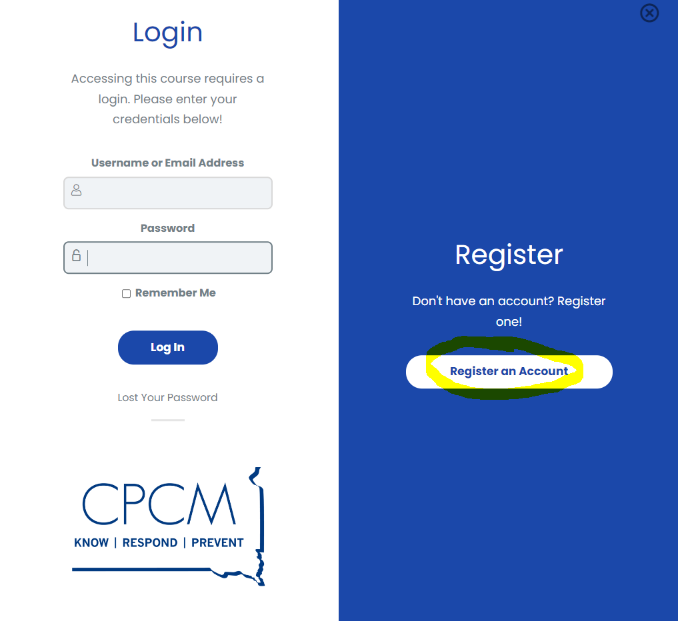 Login
Accessing this course requires a
login. Please enter your
credentials below!
Username or Email Address
Password
Remember Me
Log In
Lost Your Password
CPCM
KNOW | RESPOND | PREVENT
Register
Don't have an account? Register
one!
Register an Account